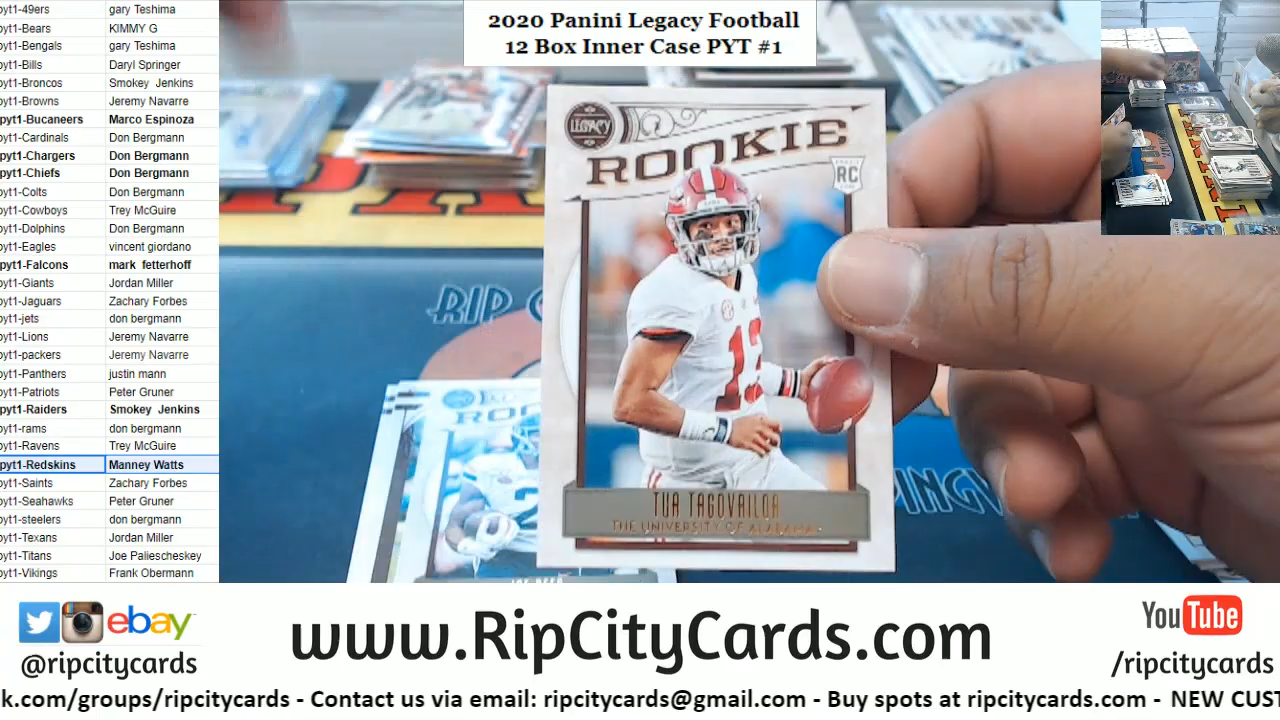 pyt1-49ers gary Teshima
pyt1-Bears KIMMY G
pyt1-Bengals gary Teshima
pyt1-Bills Daryl Springer
pyt1-Broncos Smokey Jenkins
pyt1-Browns Jeremy Navarre
pyt1-Bucaneers Marco Espinoza
pyt1-Cardinals Don Bergmann
pyt1-Chargers Don Bergmann
pyt1-Chiefs Don Bergmann
pyt1-Colts Don Bergmann
pyt1-Cowboys Trey McGuire
pyt1-Dolphins Don Bergmann
pyt1-Eagles vincent giordano
pyt1-Falcons mark fetterhoff
pyt1-Giants Jordan Miller
pyt1-Jaguars Zachary Forbes
pyt1-jets don bergmann
pyt1-Lions Jeremy Navarre
pyt1-packers Jeremy Navarre
pyt1-Panthers justin mann
pyt1-Patriots Peter Gruner
pyt1-Raiders Smokey Jenkins
pyt1-rams don bergmann
pyt1-Ravens Trey McGuire
pyt1-Redskins Manney Watts
pyt1-Saints Zachary Forbes
pyt1-Seahawks Peter Gruner
pyt1-steelers don bergmann
pyt1-Texans Jordan Miller
pyt1-Titans Joe Paliescheskey
pyt1-Vikings Frank Obermann
2020 Panini Legacy Football
12 Box Inner Case PYT #1
LEGACY
ROOKIE
RC
13
TUA TAGOVAILOA
THE UNIVERSITY OF ALABAMA
RIP
ebay
@ripcitycards
www.RipCityCards.com
YouTube
/ripcitycards
k.com/groups/ripcitycards - Contact us via email: ripcitycards@gmail.com - Buy spots at ripcitycards.com - NEW CUST